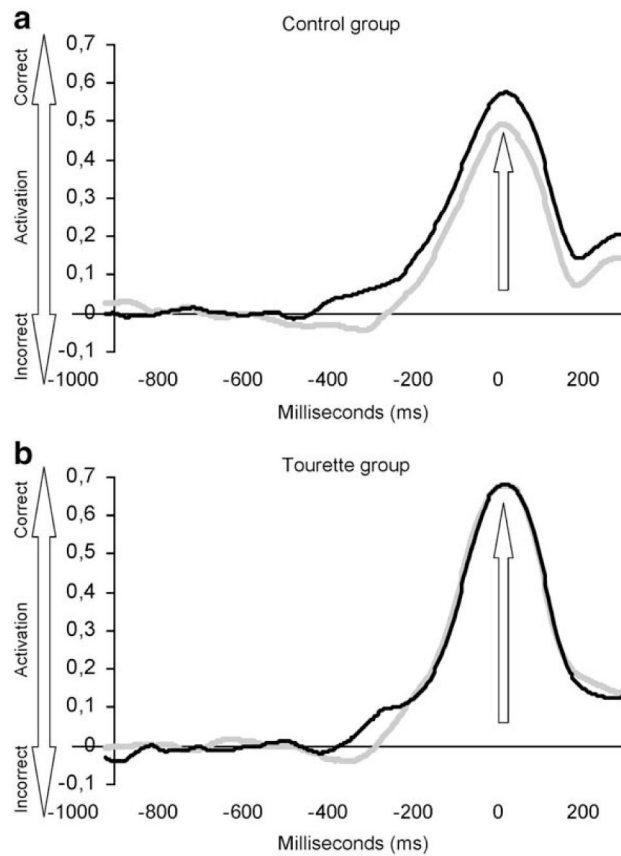 a
Control group
Correct
Activation
Incorrect
0,7
0,6
0,5
0,4
0,3
0,2
0,1
0
-0,1
-1000 -800 -600 -400 -200 0 200
Milliseconds (ms)
b
Tourette group
Correct
Activation
Incorrect
0,7
0,6
0,5
0,4
0,3
0,2
0,1
0
0,1
-1000 -800 -600 -400 -200 0 200
Milliseconds (ms)